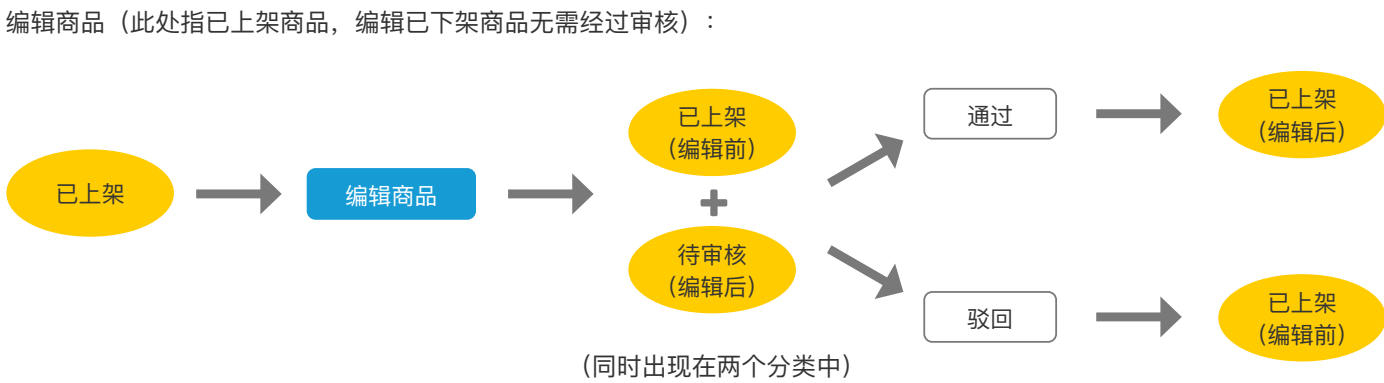 编辑商品（此处指已上架商品，编辑已下架商品无需经过审核）：
已上架
编辑商品
已上架
（编辑前）
+
待审核
（编辑后）
（同时出现在两个分类中）
通过
已上架
（编辑后）
驳回
已上架
（编辑前）